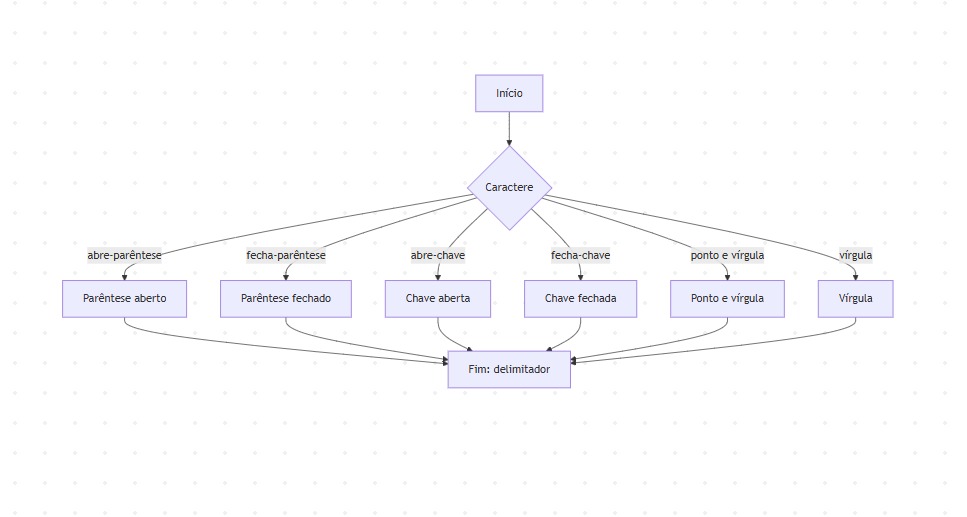 Início
Caractere
abre-parêntese
fecha-parêntese
abre-chave
fecha-chave
ponto e vírgula
vírgula
Parêntese aberto
Parêntese fechado
Chave aberta
Chave fechada
Ponto e vírgula
Vírgula
Fim: delimitador